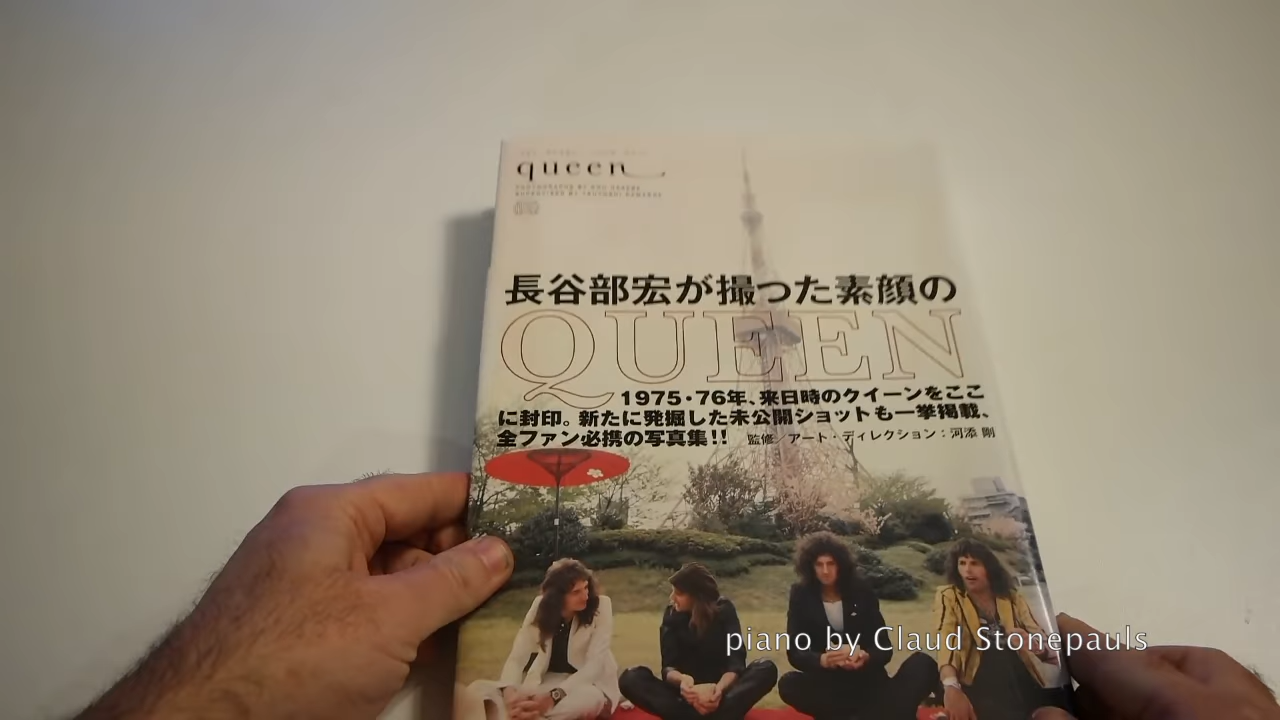 queen
長谷部宏が撮った素顔の
QUEEN
1975・76年、来日時のクイーンをここ
に封印。新たに発掘した未公開ショットも一挙掲載、
全ファン必携の写真集!! 監修/アート・ディレクション：河添 剛
piano by Claud Stonepauls